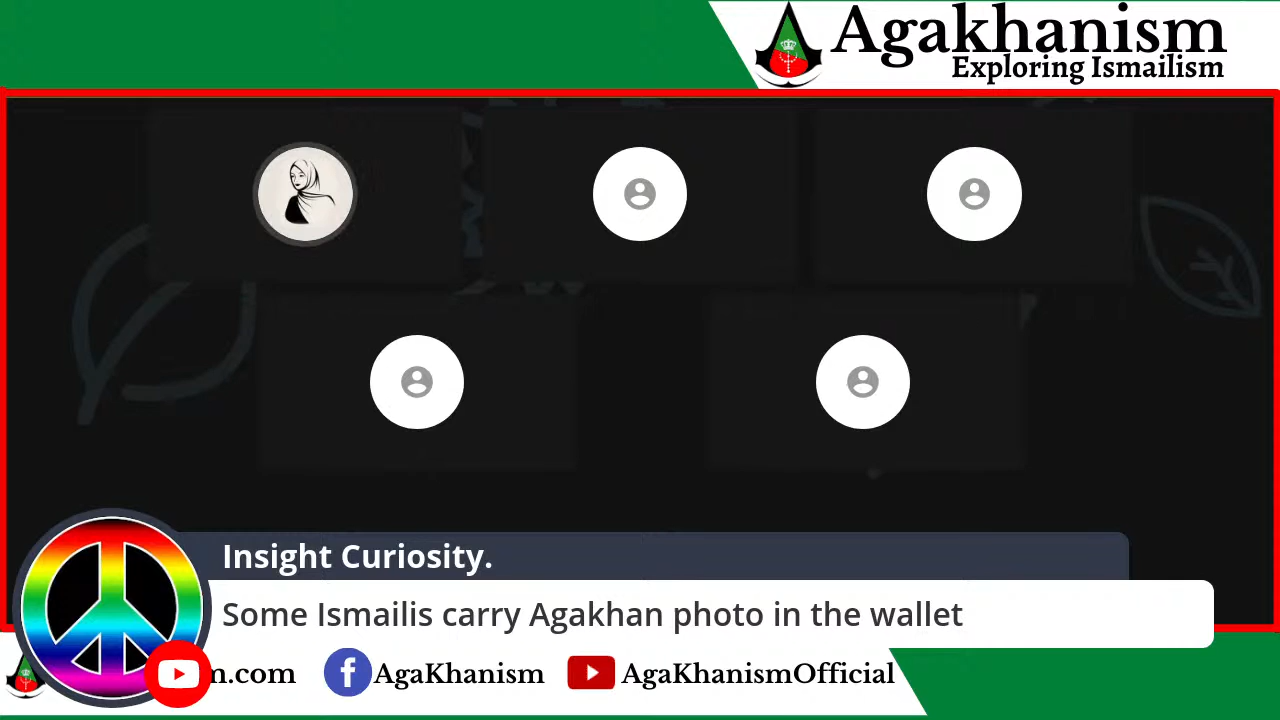 Agakhanism
Exploring Ismailism
Insight Curiosity.
Some Ismailis carry Agakhan photo in the wallet
m.com
AgaKhanism
AgaKhanismOfficial